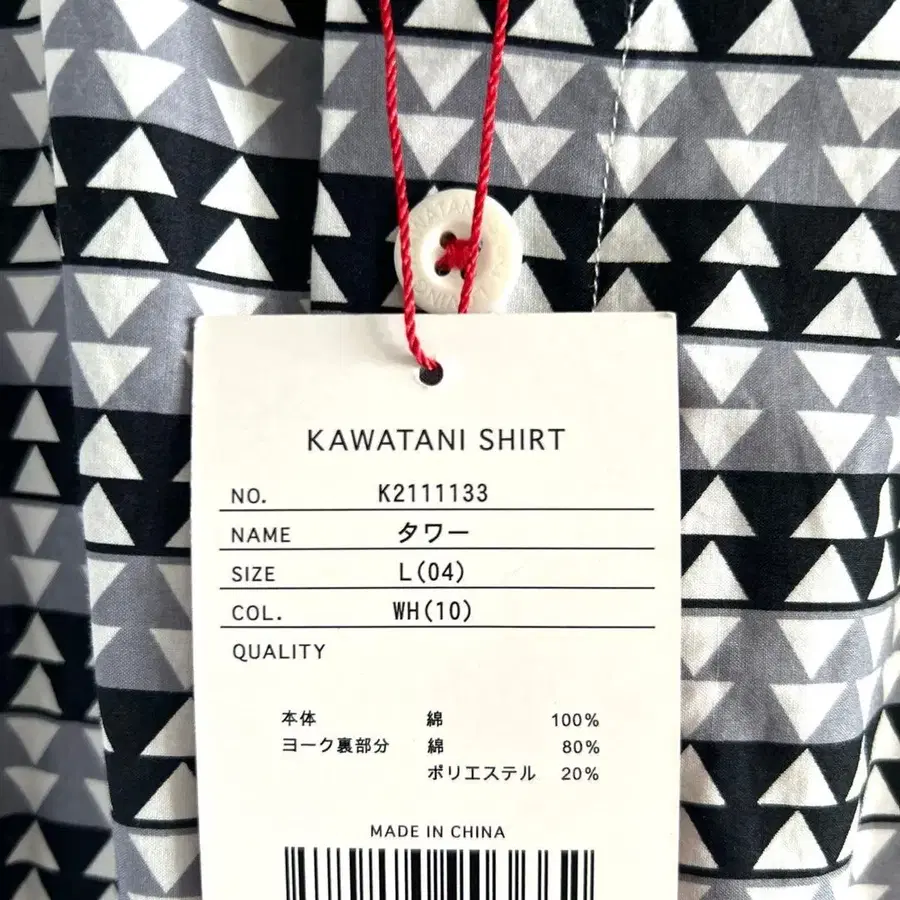 KAWATANI SHIRT
NO. K2111133
NAME タワー
SIZE L(04)
COL. WH(10)
QUALITY
本体 綿 100%
ヨーク裏部分 綿 80%
ポリエステル 20%
MADE IN CHINA